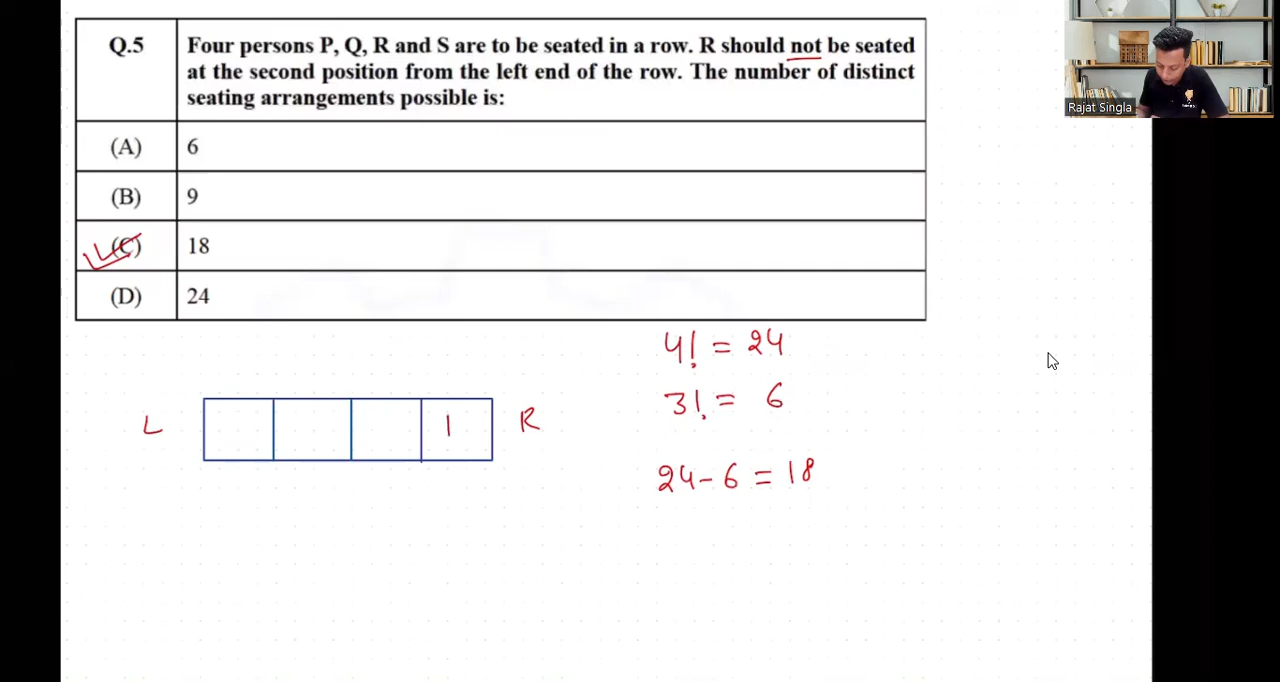 Q.5 Four persons P, Q, R and S are to be seated in a row. R should not be seated
at the second position from the left end of the row. The number of distinct
seating arrangements possible is:
(A) 6
(B) 9
(C) 18
(D) 24
4! = 24
3! = 6
24 - 6 = 18
L 1 R
Rajat Singla